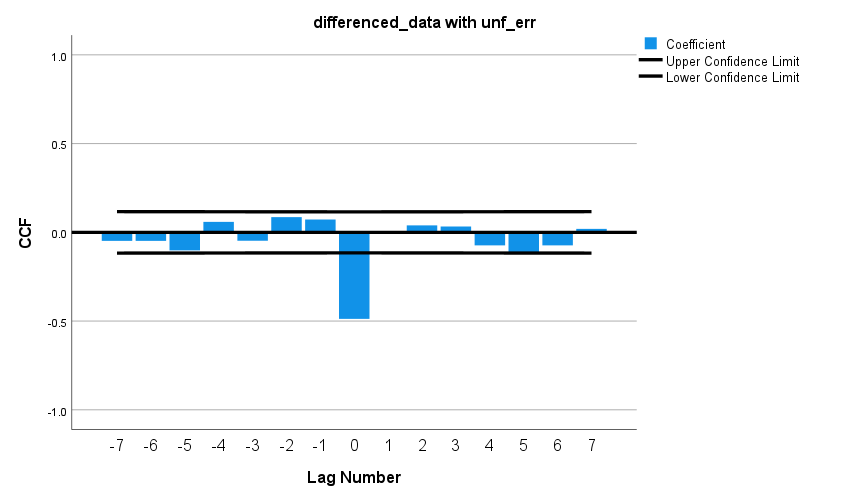 differenced_data with unf_err
Coefficient
Upper Confidence Limit
Lower Confidence Limit
1.0
0.5
0.0
-0.5
-1.0
CCF
-7 -6 -5 -4 -3 -2 -1 0 1 2 3 4 5 6 7
Lag Number